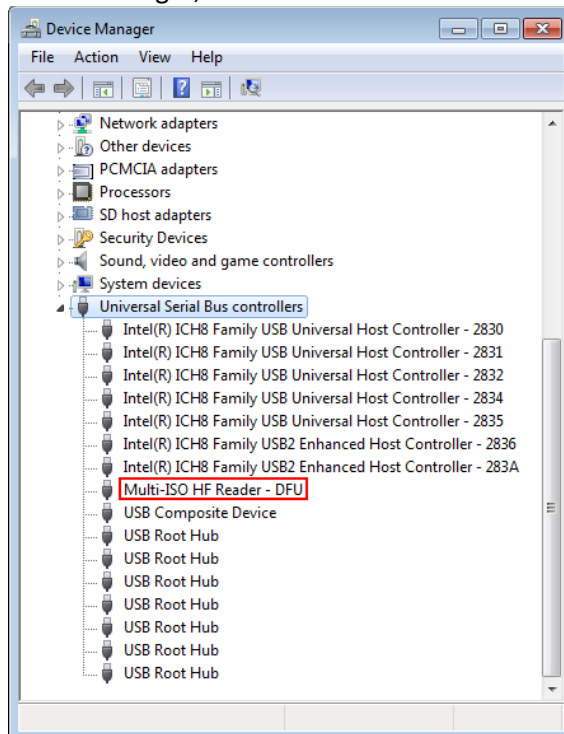 Device Manager
File Action View Help
Network adapters
Other devices
PCMCIA adapters
Processors
SD host adapters
Security Devices
Sound, video and game controllers
System devices
Universal Serial Bus controllers
Intel(R) ICH8 Family USB Universal Host Controller - 2830
Intel(R) ICH8 Family USB Universal Host Controller - 2831
Intel(R) ICH8 Family USB Universal Host Controller - 2832
Intel(R) ICH8 Family USB Universal Host Controller - 2834
Intel(R) ICH8 Family USB Universal Host Controller - 2835
Intel(R) ICH8 Family USB2 Enhanced Host Controller - 2836
Intel(R) ICH8 Family USB2 Enhanced Host Controller - 283A
Multi-ISO HF Reader - DFU
USB Composite Device
USB Root Hub
USB Root Hub
USB Root Hub
USB Root Hub
USB Root Hub
USB Root Hub
USB Root Hub